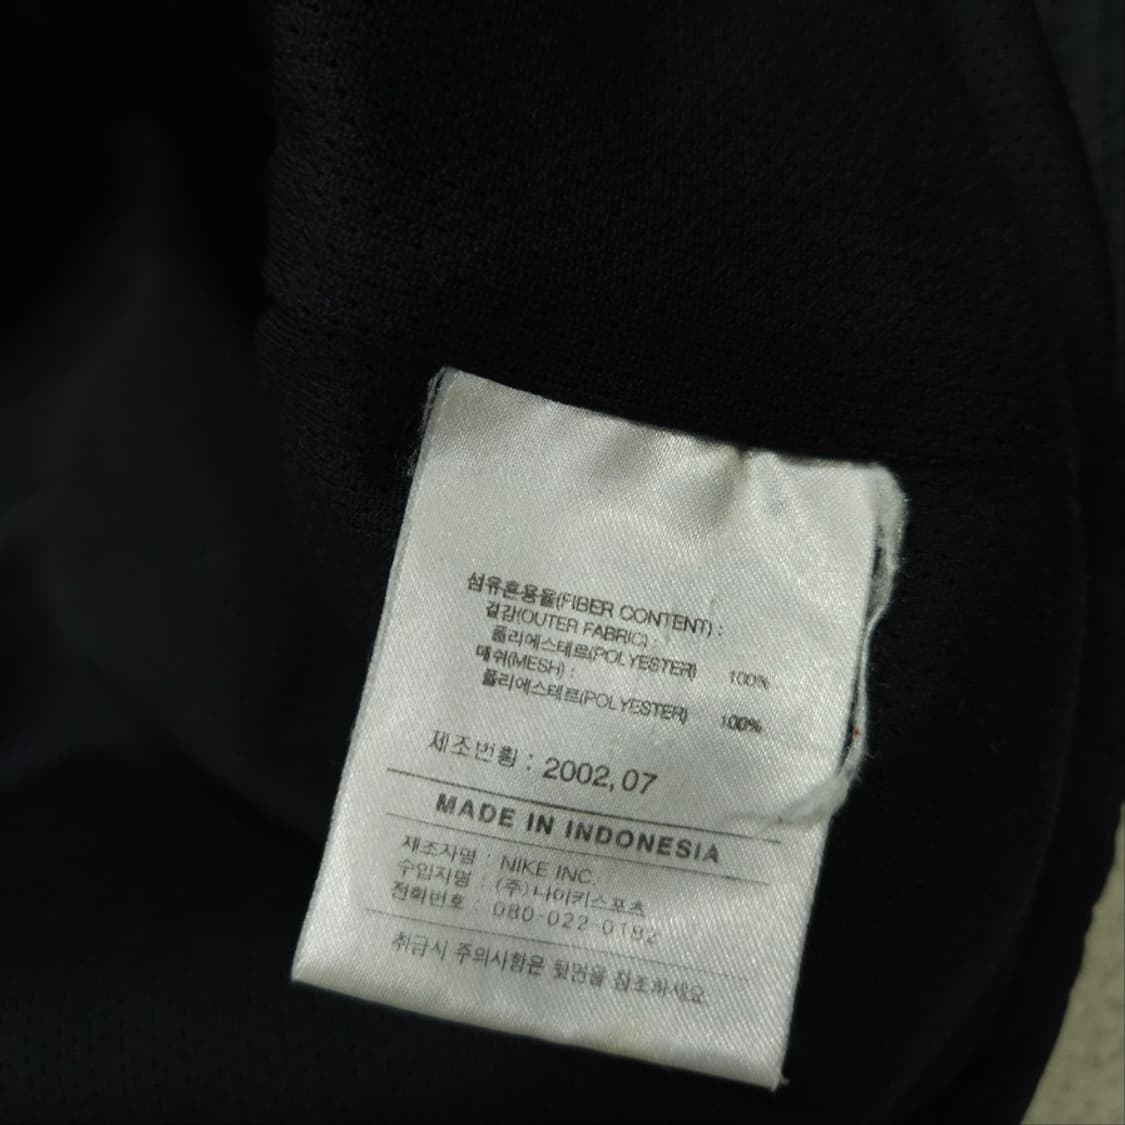 섬유혼용율(FIBER CONTENT) :
겉감(OUTER FABRIC) :
폴리에스테르(POLYESTER) 100%
매쉬(MESH) :
폴리에스테르(POLYESTER) 100%
제조번횡 : 2002, 07
MADE IN INDONESIA
제조자명 : NIKE INC.
수입자명 : (주)나이키스포츠
전화번호 : 080-022-0182
취급시 주의사항은 뒷면을 참조하세요